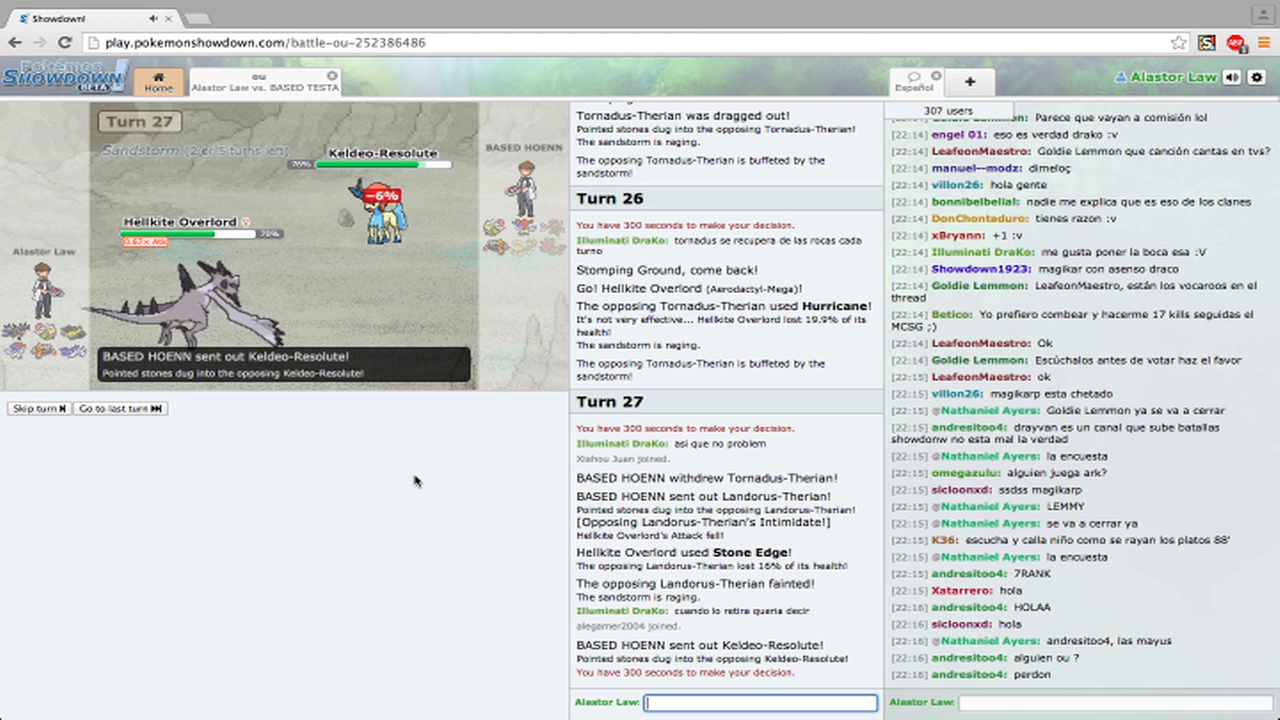 Showdown!
play.pokemonshowdown.com/battle-ou-252386486
Pokémon
SHOWDOWN!
BETA
Home
ou
Alastor Law vs. BASED TESTA
Español
+
Alastor Law
307 users
Turn 27
Sandstorm (2 or 5 turns left)
Keldeo-Resolute
76%
-6%
BASED HOENN
Hellkite Overlord
70%
0.67× Atk
Alastor Law
BASED HOENN sent out Keldeo-Resolute!
Pointed stones dug into the opposing Keldeo-Resolute!
Skip turn
Go to last turn
Tornadus-Therian was dragged out!
Pointed stones dug into the opposing Tornadus-Therian!
The sandstorm is raging.
The opposing Tornadus-Therian is buffeted by the
sandstorm!
Turn 26
You have 300 seconds to make your decision.
Illuminati DraKo: tornadus se recupera de las rocas cada
turno
Stomping Ground, come back!
Go! Hellkite Overlord (Aerodactyl-Mega)!
The opposing Tornadus-Therian used Hurricane!
It's not very effective... Hellkite Overlord lost 19.9% of its
health!
The sandstorm is raging.
The opposing Tornadus-Therian is buffeted by the
sandstorm!
Turn 27
You have 300 seconds to make your decision.
Illuminati DraKo: asi que no problem
Xiahou Juan joined.
BASED HOENN withdrew Tornadus-Therian!
BASED HOENN sent out Landorus-Therian!
Pointed stones dug into the opposing Landorus-Therian!
[Opposing Landorus-Therian's Intimidate!]
Hellkite Overlord's Attack fell!
Hellkite Overlord used Stone Edge!
The opposing Landorus-Therian lost 16% of its health!
The opposing Landorus-Therian fainted!
The sandstorm is raging.
Illuminati DraKo: cuando lo retira queria decir
alegamer2004 joined.
BASED HOENN sent out Keldeo-Resolute!
Pointed stones dug into the opposing Keldeo-Resolute!
You have 300 seconds to make your decision.
Alastor Law:
Parece que vayan a comisión lol
[22:14] engel 01: eso es verdad drako :v
[22:14] LeafeonMaestro: Goldie Lemmon que canción cantas en tvs?
[22:14] manuel--modz: dimeloç
[22:14] villon26: hola gente
[22:14] bonnibelbelial: nadie me explica que es eso de los clanes
[22:14] DonChontaduro: tienes razon :v
[22:14] xBryann: +1 :v
[22:14] Illuminati DraKo: me gusta poner la boca esa :V
[22:14] Showdown1923: magikar con asenso draco
[22:14] Goldie Lemmon: LeafeonMaestro, están los vocaroos en el
thread
[22:14] Betico: Yo prefiero combear y hacerme 17 kills seguidas el
MCSG ;)
[22:14] LeafeonMaestro: Ok
[22:14] Goldie Lemmon: Escúchalos antes de votar haz el favor
[22:15] LeafeonMaestro: ok
[22:15] villon26: magikarp esta chetado
[22:15] @Nathaniel Ayers: Goldie Lemmon ya se va a cerrar
[22:15] andresitoo4: drayvan es un canal que sube batallas
showdonw no esta mal la verdad
[22:15] @Nathaniel Ayers: la encuesta
[22:15] omegazulu: alguien juega ark?
[22:15] sicloonxd: ssdss magikarp
[22:15] @Nathaniel Ayers: LEMMY
[22:15] @Nathaniel Ayers: se va a cerrar ya
[22:15] K36: escucha y calla niño como se rayan los platos 88'
[22:15] @Nathaniel Ayers: la encuesta
[22:15] andresitoo4: 7RANK
[22:15] Xatarrero: hola
[22:16] andresitoo4: HOLAA
[22:16] sicloonxd: hola
[22:16] @Nathaniel Ayers: andresitoo4, las mayus
[22:16] andresitoo4: alguien ou ?
[22:16] andresitoo4: perdon
Alastor Law: